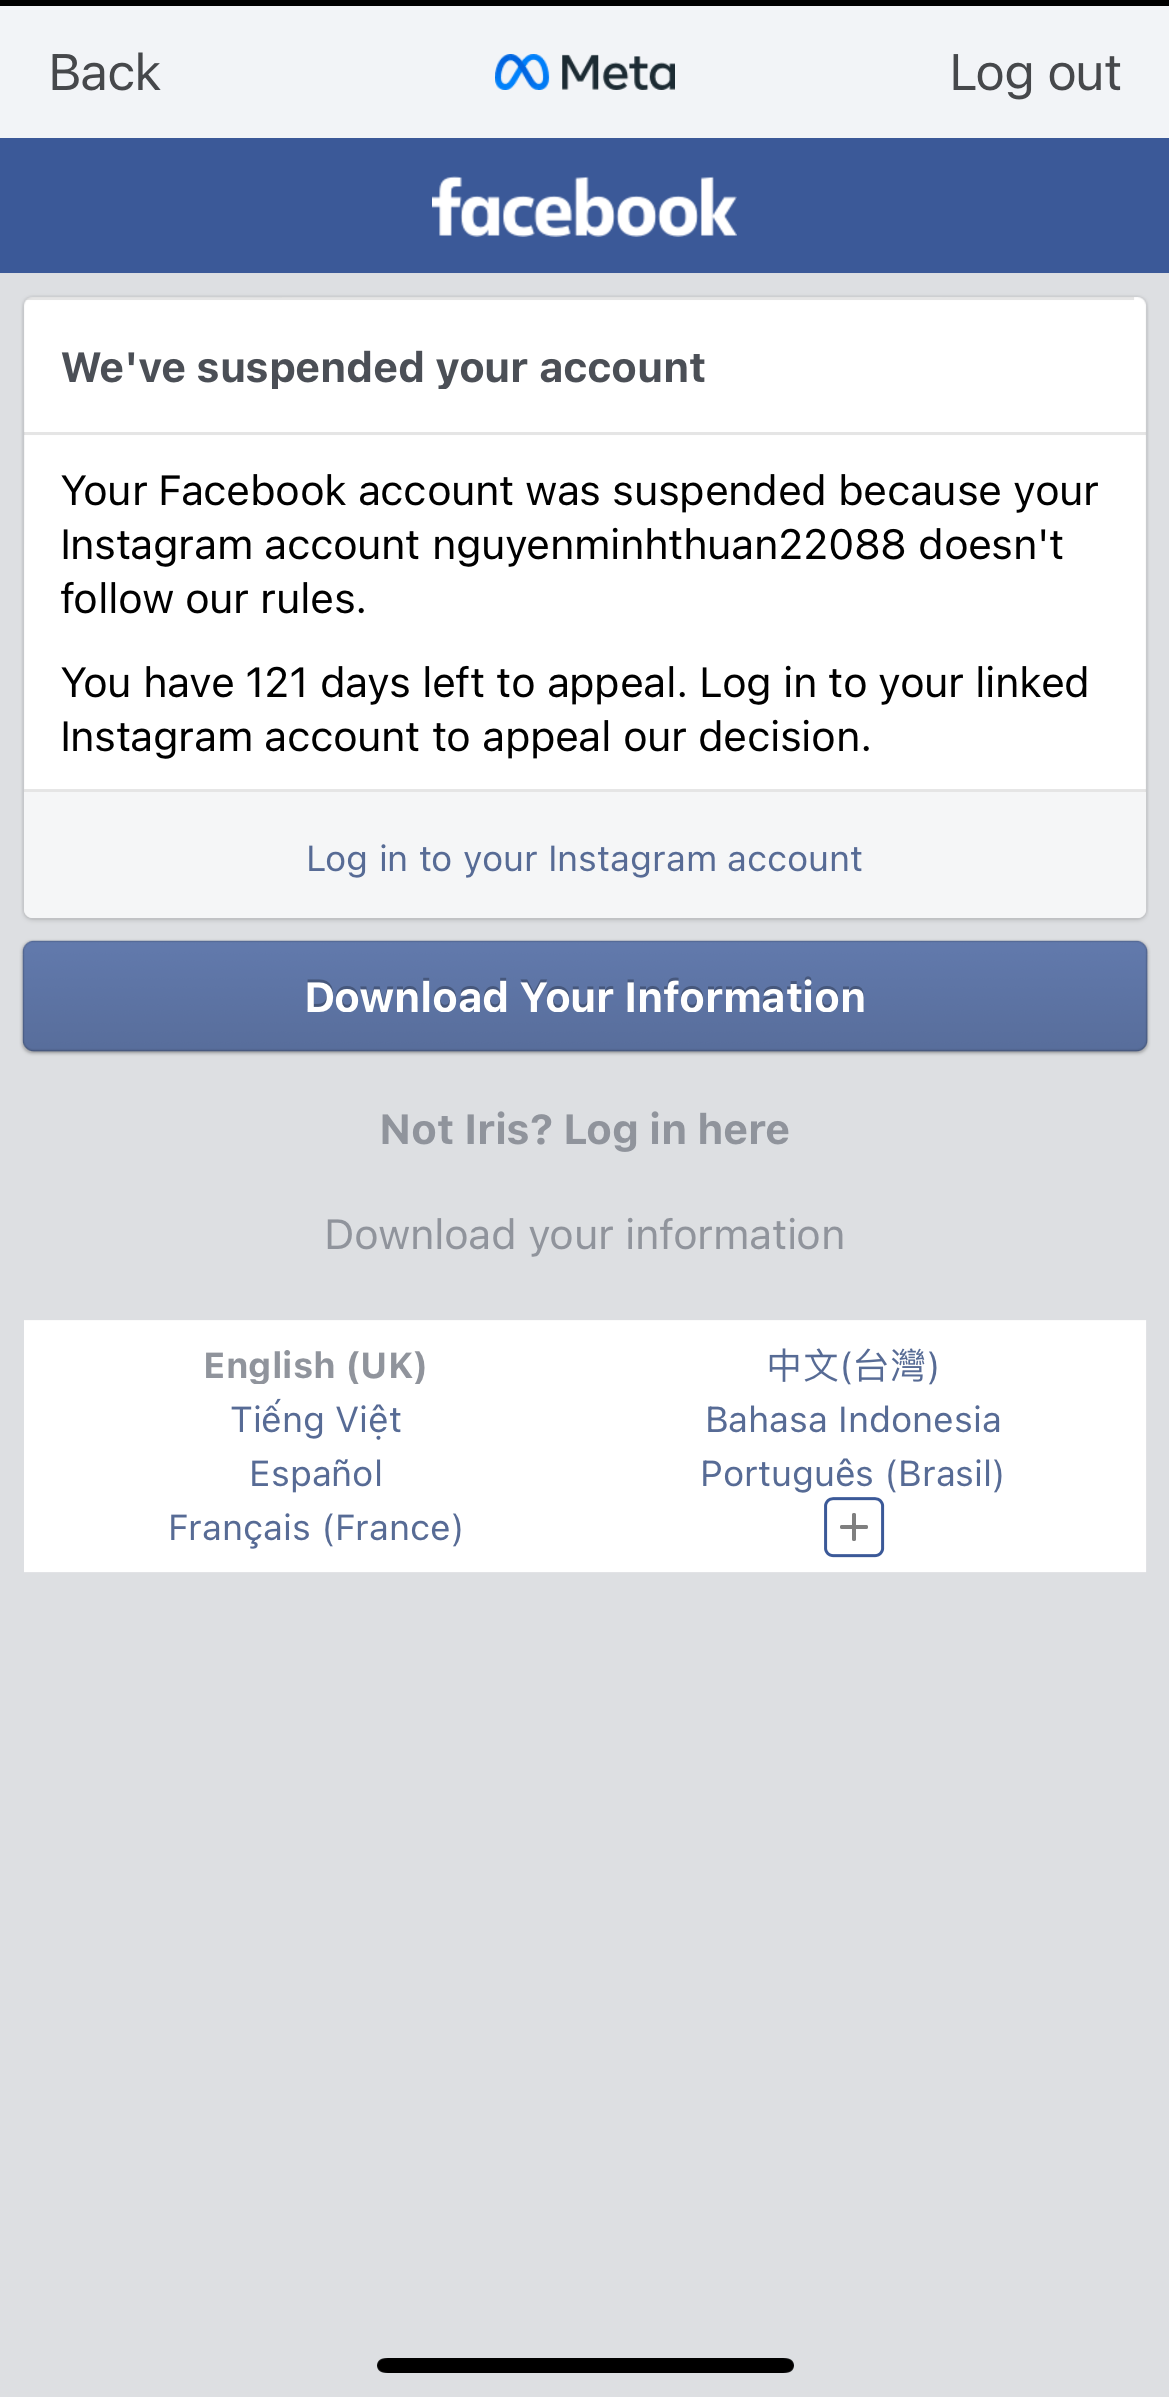 Back
Meta
Log out
facebook
We've suspended your account
Your Facebook account was suspended because your
Instagram account nguyenminhthuan22088 doesn't
follow our rules.
You have 121 days left to appeal. Log in to your linked
Instagram account to appeal our decision.
Log in to your Instagram account
Download Your Information
Not Iris? Log in here
Download your information
English (UK)
中文(台灣)
Tiếng Việt
Bahasa Indonesia
Español
Português (Brasil)
Français (France)